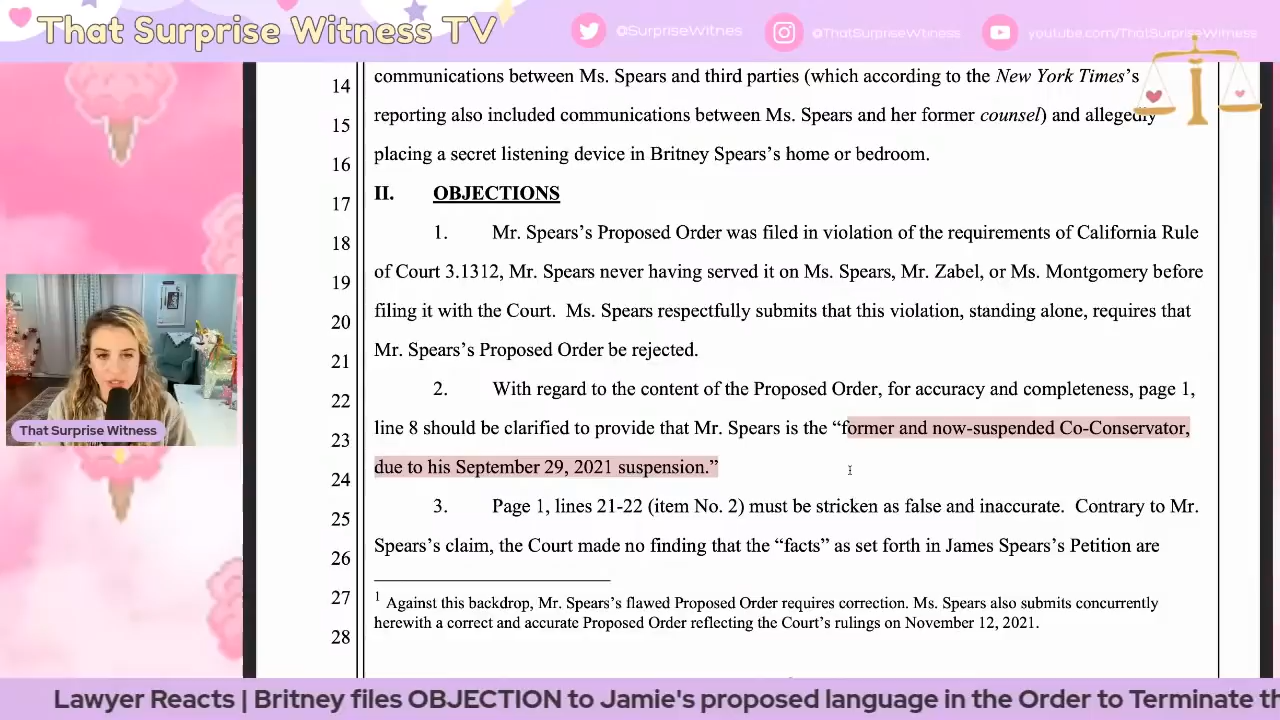 That Surprise Witness TV
@SurpriseWitnes
@ThatSurpriseWitness
youtube.com/ThatSurpriseWitness
14 communications between Ms. Spears and third parties (which according to the New York Times's
15 reporting also included communications between Ms. Spears and her former counsel) and allegedly
16 placing a secret listening device in Britney Spears's home or bedroom.
17 II. OBJECTIONS
18 1. Mr. Spears's Proposed Order was filed in violation of the requirements of California Rule
19 of Court 3.1312, Mr. Spears never having served it on Ms. Spears, Mr. Zabel, or Ms. Montgomery before
20 filing it with the Court. Ms. Spears respectfully submits that this violation, standing alone, requires that
21 Mr. Spears's Proposed Order be rejected.
22 2. With regard to the content of the Proposed Order, for accuracy and completeness, page 1,
23 line 8 should be clarified to provide that Mr. Spears is the “former and now-suspended Co-Conservator,
24 due to his September 29, 2021 suspension.”
25 3. Page 1, lines 21-22 (item No. 2) must be stricken as false and inaccurate. Contrary to Mr.
26 Spears's claim, the Court made no finding that the “facts” as set forth in James Spears's Petition are
27 1 Against this backdrop, Mr. Spears's flawed Proposed Order requires correction. Ms. Spears also submits concurrently
herewith a correct and accurate Proposed Order reflecting the Court's rulings on November 12, 2021.
28
That Surprise Witness
Lawyer Reacts | Britney files OBJECTION to Jamie's proposed language in the Order to Terminate th